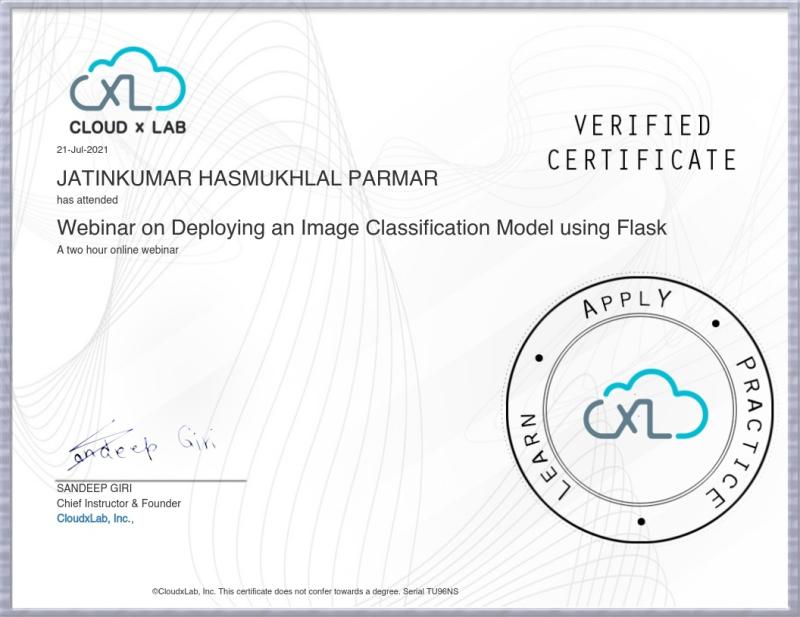 CXL
CLOUD x LAB
VERIFIED
CERTIFICATE
21-Jul-2021
JATINKUMAR HASMUKHLAL PARMAR
has attended
Webinar on Deploying an Image Classification Model using Flask
A two hour online webinar
APPLY
PRACTICE
LEARN
CXL
Sandeep Giri
SANDEEP GIRI
Chief Instructor & Founder
CloudxLab, Inc.,
©CloudxLab, Inc. This certificate does not confer towards a degree. Serial TU96NS